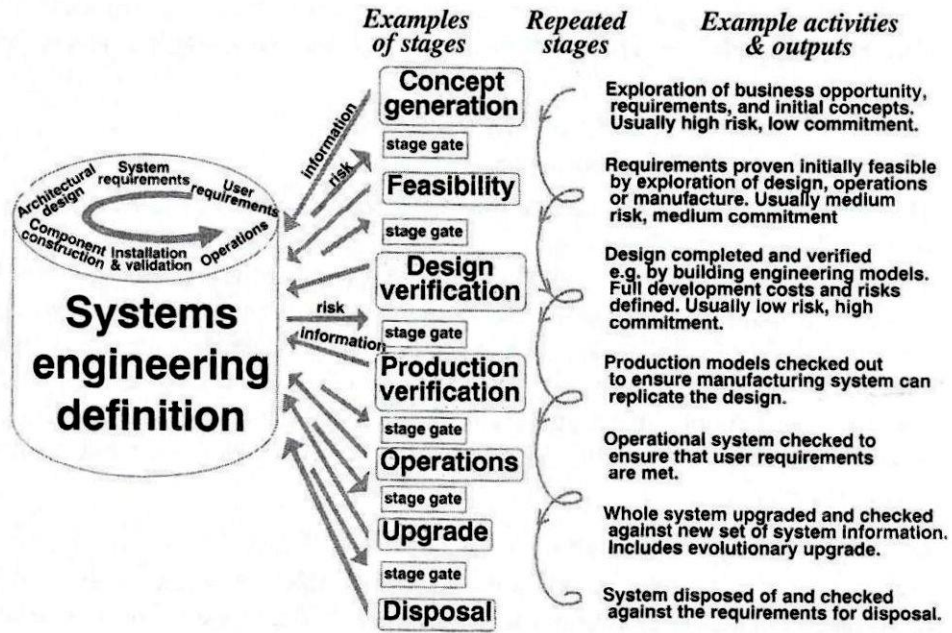 Examples
of stages
Repeated
stages
Example activities
& outputs
Concept
generation
Exploration of business opportunity,
requirements, and initial concepts.
Usually high risk, low commitment.
information
stage gate
risk
Feasibility
Requirements proven initially feasible
by exploration of design, operations
or manufacture. Usually medium
risk, medium commitment
System
requirements
User
requirements
Architectural
design
Component
construction
Installation
& validation
Operations
stage gate
Design
verification
Design completed and verified
e.g. by building engineering models.
Full development costs and risks
defined. Usually low risk, high
commitment.
Systems
engineering
definition
risk
stage gate
information
Production
verification
Production models checked out
to ensure manufacturing system can
replicate the design.
stage gate
Operations
Operational system checked to
ensure that user requirements
are met.
stage gate
Upgrade
Whole system upgraded and checked
against new set of system information.
Includes evolutionary upgrade.
stage gate
Disposal
System disposed of and checked
against the requirements for disposal.